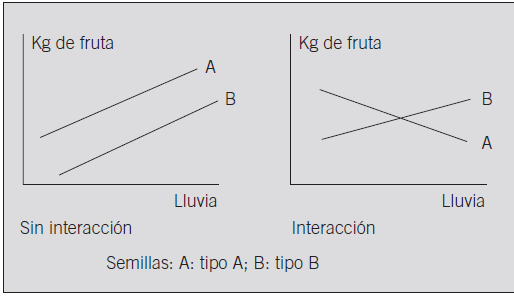 Kg de fruta
A
B
Lluvia
Sin interacción
Kg de fruta
B
A
Lluvia
Interacción
Semillas: A: tipo A; B: tipo B